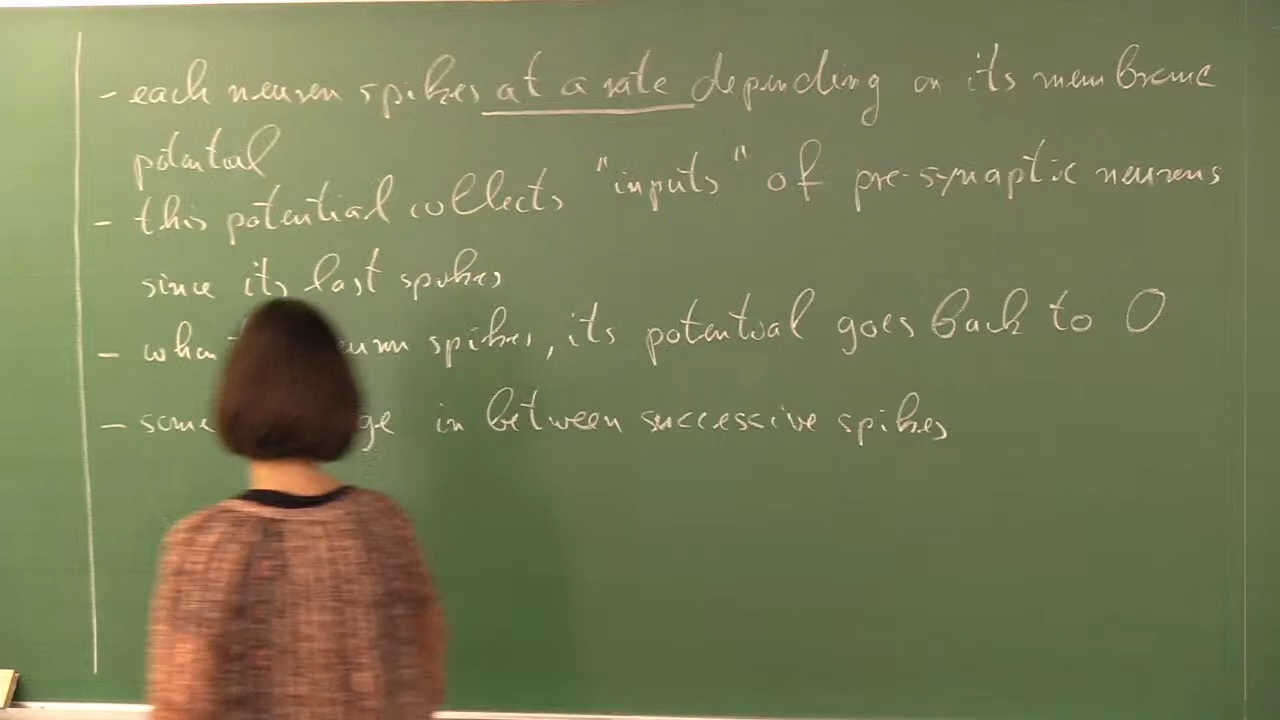 - each neuron spikes at a rate depending on its membrane
potential
- this potential collects "inputs" of pre-synaptic neurons
since its last spikes
- when neuron spikes, its potential goes back to 0
- some in between successive spikes